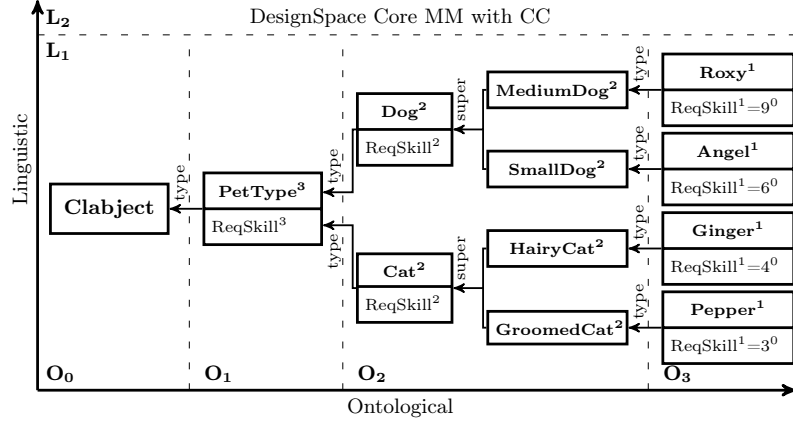 L₂
DesignSpace Core MM with CC
L₁
Linguistic
Clabject
type
PetType³
ReqSkill³
type
type
Dog²
ReqSkill²
super
Cat²
ReqSkill²
super
MediumDog²
type
SmallDog²
type
HairyCat²
type
GroomedCat²
type
Roxy¹
ReqSkill¹=9⁰
Angel¹
ReqSkill¹=6⁰
Ginger¹
ReqSkill¹=4⁰
Pepper¹
ReqSkill¹=3⁰
O₀
O₁
O₂
O₃
Ontological